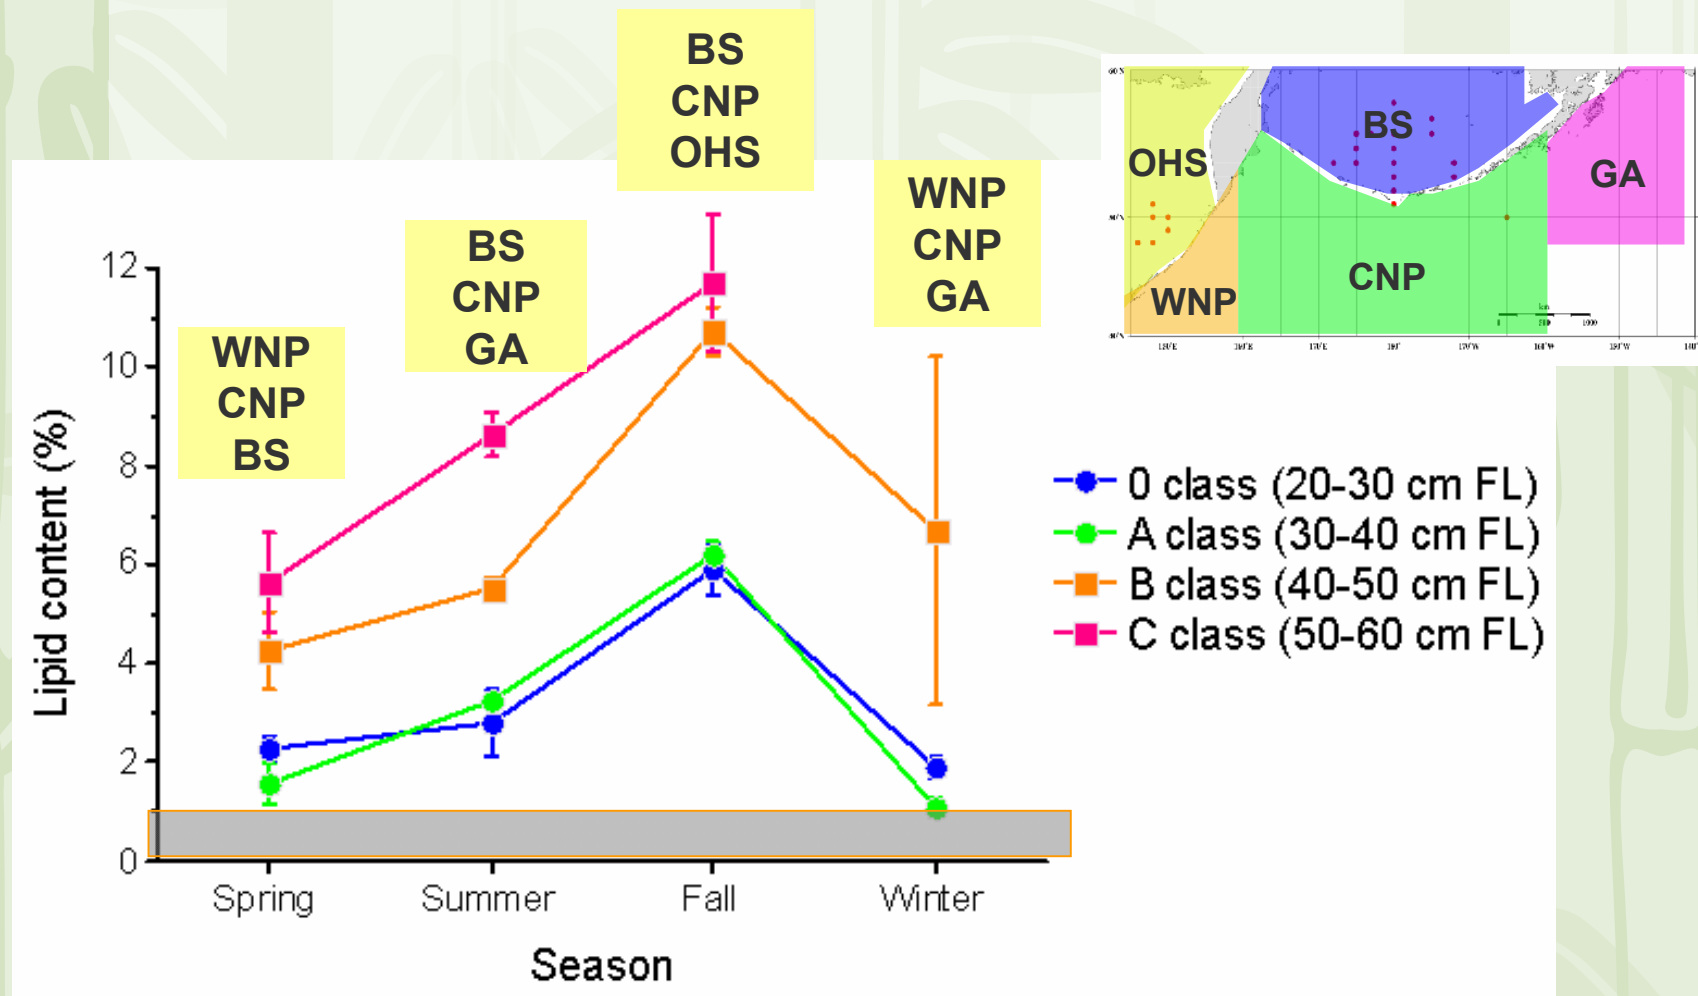 BS
CNP
OHS
WNP
CNP
GA
BS
CNP
GA
WNP
CNP
BS
12
10
8
6
4
2
0
Lipid content (%)
Spring
Summer
Fall
Winter
Season
0 class (20-30 cm FL)
A class (30-40 cm FL)
B class (40-50 cm FL)
C class (50-60 cm FL)
OHS
BS
GA
WNP
CNP